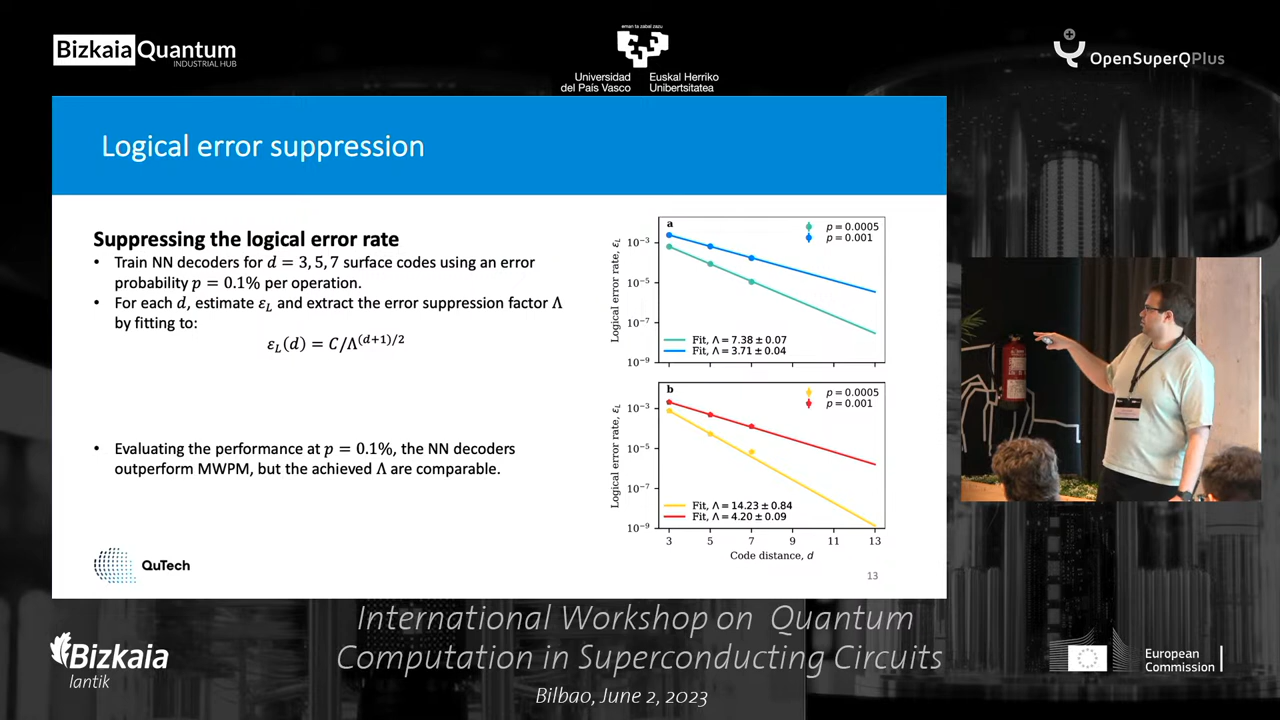 BizkaiaQuantum
INDUSTRIAL HUB
eman ta zabal zazu
Universidad
del País Vasco
Euskal Herriko
Unibertsitatea
OpenSuperQPlus
Logical error suppression
Suppressing the logical error rate
• Train NN decoders for d = 3, 5, 7 surface codes using an error
probability p = 0.1% per operation.
• For each d, estimate ε_L and extract the error suppression factor Λ
by fitting to:
ε_L(d) = C/Λ^{(d+1)/2}
• Evaluating the performance at p = 0.1%, the NN decoders
outperform MWPM, but the achieved Λ are comparable.
QuTech
a
p = 0.0005
p = 0.001
Logical error rate, ε_L
10⁻³
10⁻⁵
10⁻⁷
10⁻⁹
Fit, Λ = 7.38 ± 0.07
Fit, Λ = 3.71 ± 0.04
b
p = 0.0005
p = 0.001
Logical error rate, ε_L
10⁻³
10⁻⁵
10⁻⁷
10⁻⁹
Fit, Λ = 14.23 ± 0.84
Fit, Λ = 4.20 ± 0.09
3 5 7 9 11 13
Code distance, d
13
International Workshop on Quantum
Computation in Superconducting Circuits
Bilbao, June 2, 2023
Bizkaia
lantik
European
Commission